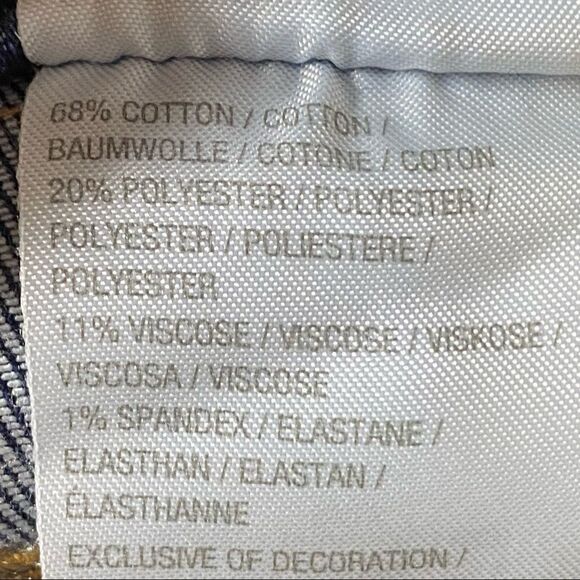 68% COTTON / COTTON /
BAUMWOLLE / COTONE / COTON
20% POLYESTER / POLYESTER /
POLYESTER / POLIESTERE /
POLYESTER
11% VISCOSE / VISCOSE / VISKOSE /
VISCOSA / VISCOSE
1% SPANDEX / ELASTANE /
ELASTHAN / ELASTAN /
ÉLASTHANNE
EXCLUSIVE OF DECORATION /